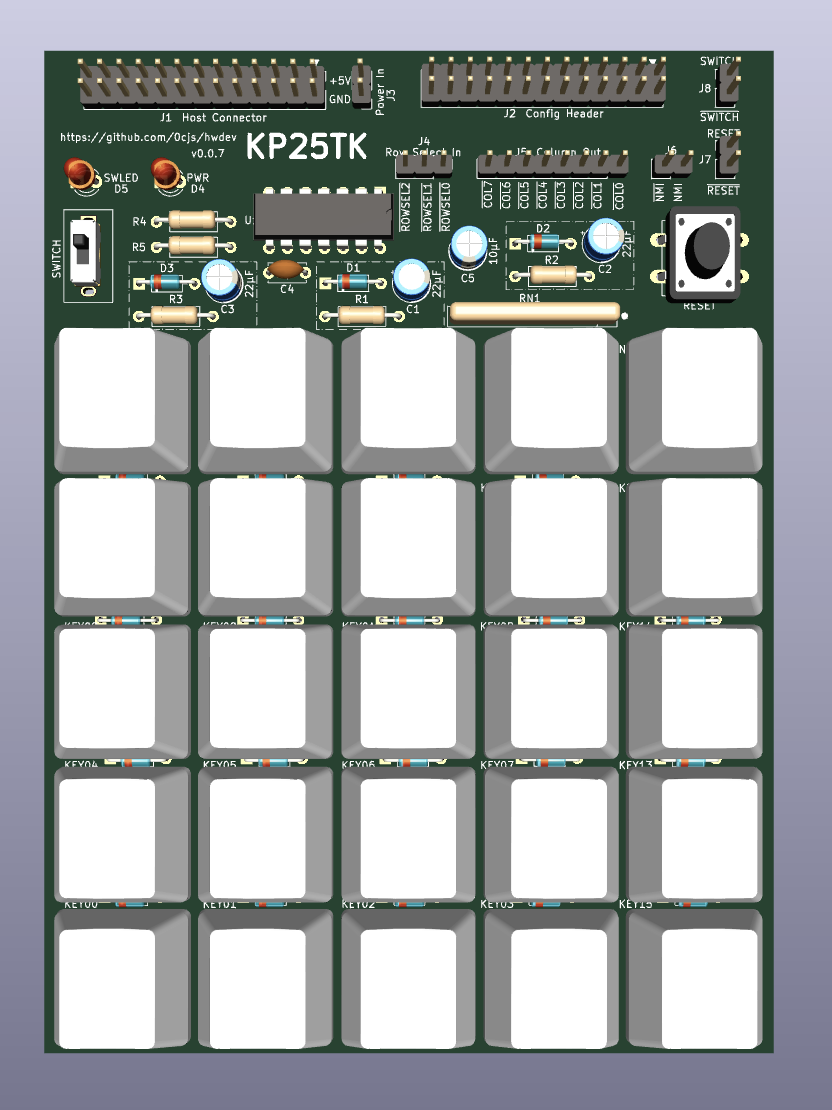 SWITCH
+5V
GND
Power In
J3
J8
J1 Host Connector
J2 Config Header
SWITCH
https://github.com/0cjs/hwdev
v0.0.7
KP25TK
J4
Row Select In
J5 Column Out
J6
RESET
J7
RESET
SWLED
D5
PWR
D4
ROWSEL2
ROWSEL1
ROWSEL0
COL7
COL6
COL5
COL4
COL3
COL2
COL1
COL0
NMI
NMI
R4
R5
SWITCH
D2
R2
C2
22µF
10µF
C5
D3
R3
C3
22µF
C4
D1
R1
C1
22µF
RN1
RESET
KEY04
KEY05
KEY06
KEY07
KEY13
KEY00
KEY01
KEY02
KEY03
KEY15